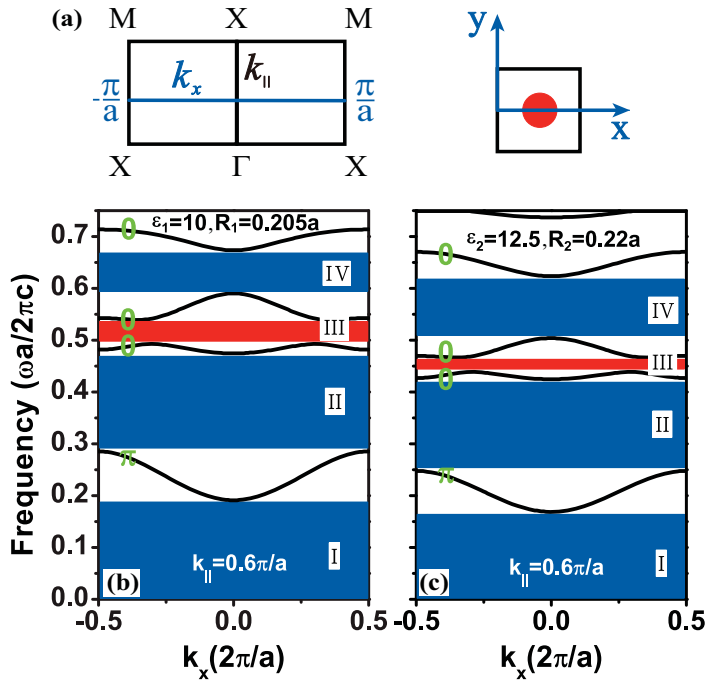 (a)
M X M
y
k_x k_||
-π/a π/a
x
X Γ X
ε₁=10, R₁=0.205a
0
IV
0
III
0
II
π
I
k_||=0.6π/a
(b)
0.7
0.6
0.5
0.4
0.3
0.2
0.1
0.0
Frequency (ωa/2πc)
-0.5 0.0 0.5
k_x(2π/a)
ε₂=12.5, R₂=0.22a
0
IV
0
III
0
II
π
I
k_||=0.6π/a
(c)
-0.5 0.0 0.5
k_x(2π/a)